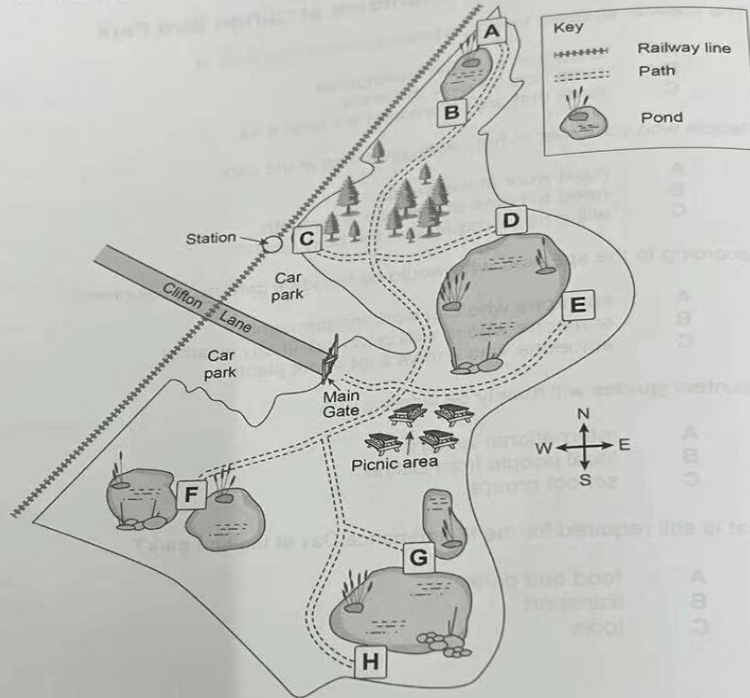 A
Key
Railway line
Path
Pond
B
D
Station
C
Car
park
E
Clifton Lane
Car
park
Main
Gate
N
W E
S
Picnic area
F
G
H